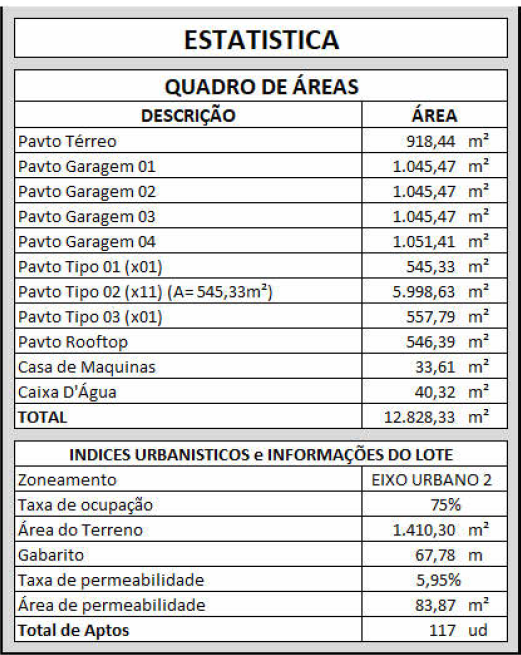 ESTATISTICA
QUADRO DE ÁREAS
DESCRIÇÃO ÁREA
Pavto Térreo 918,44 m²
Pavto Garagem 01 1.045,47 m²
Pavto Garagem 02 1.045,47 m²
Pavto Garagem 03 1.045,47 m²
Pavto Garagem 04 1.051,41 m²
Pavto Tipo 01 (x01) 545,33 m²
Pavto Tipo 02 (x11) (A= 545,33m²) 5.998,63 m²
Pavto Tipo 03 (x01) 557,79 m²
Pavto Rooftop 546,39 m²
Casa de Maquinas 33,61 m²
Caixa D'Água 40,32 m²
TOTAL 12.828,33 m²
INDICES URBANISTICOS e INFORMAÇÕES DO LOTE
Zoneamento EIXO URBANO 2
Taxa de ocupação 75%
Área do Terreno 1.410,30 m²
Gabarito 67,78 m
Taxa de permeabilidade 5,95%
Área de permeabilidade 83,87 m²
Total de Aptos 117 ud